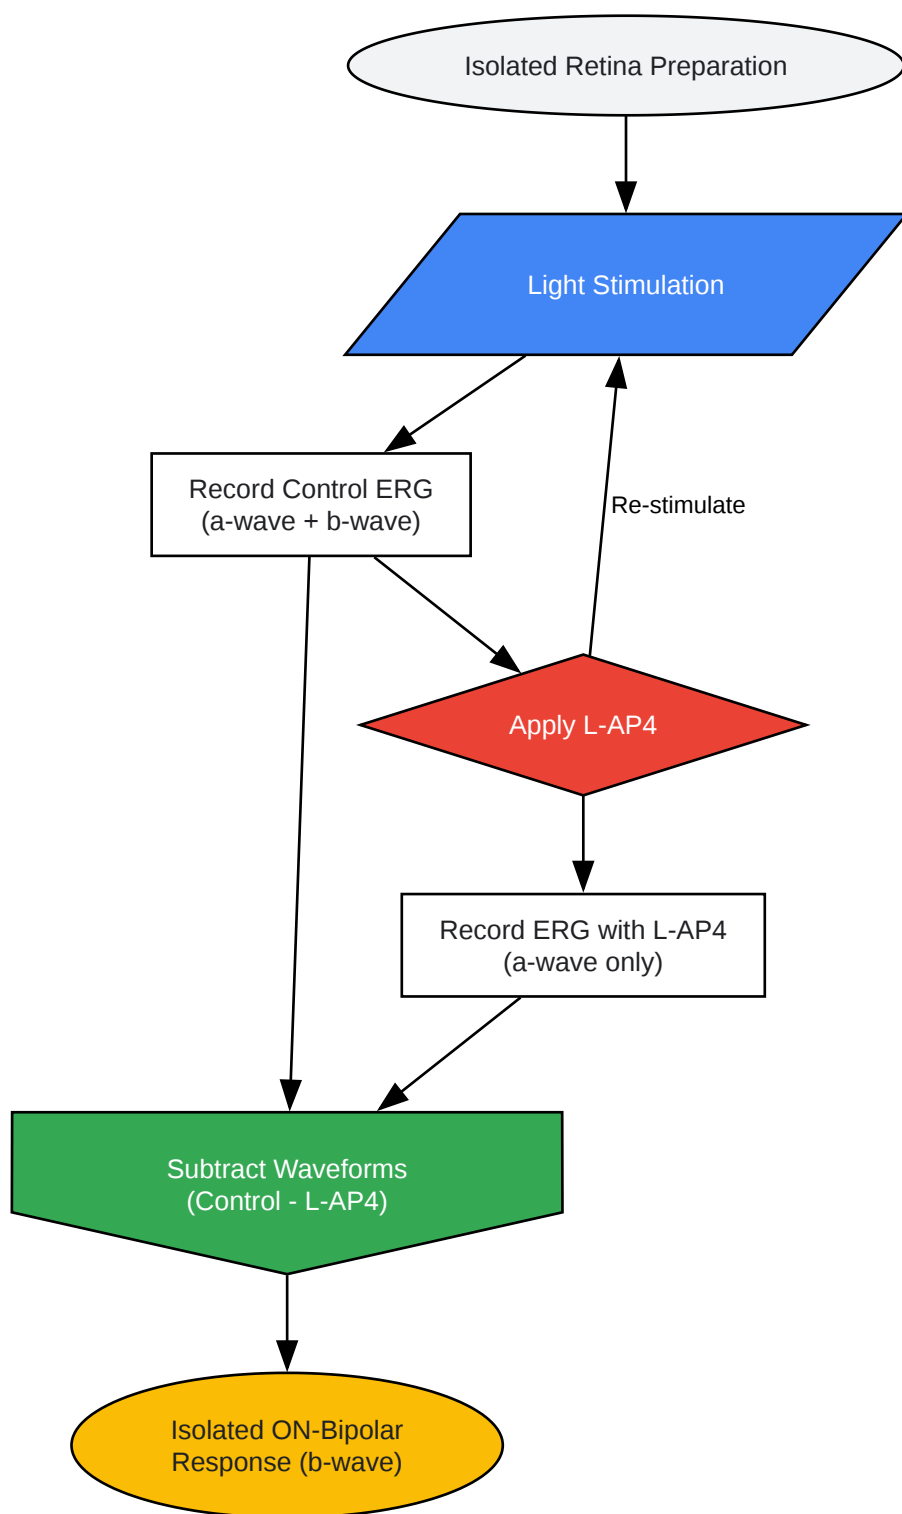 Isolated Retina Preparation
Light Stimulation
Record Control ERG
(a-wave + b-wave)
Re-stimulate
Apply L-AP4
Record ERG with L-AP4
(a-wave only)
Subtract Waveforms
(Control - L-AP4)
Isolated ON-Bipolar
Response (b-wave)